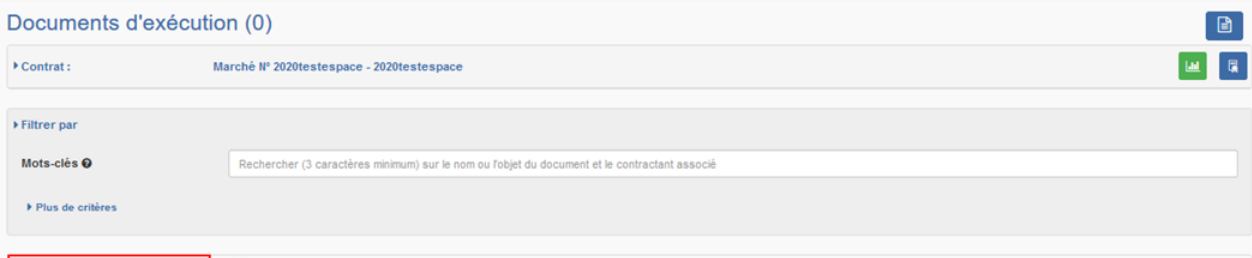 Documents d'exécution (0)
Contrat : Marché N° 2020testespace - 2020testespace
Filtrer par
Mots-clés
Rechercher (3 caractères minimum) sur le nom ou l'objet du document et le contractant associé
Plus de critères